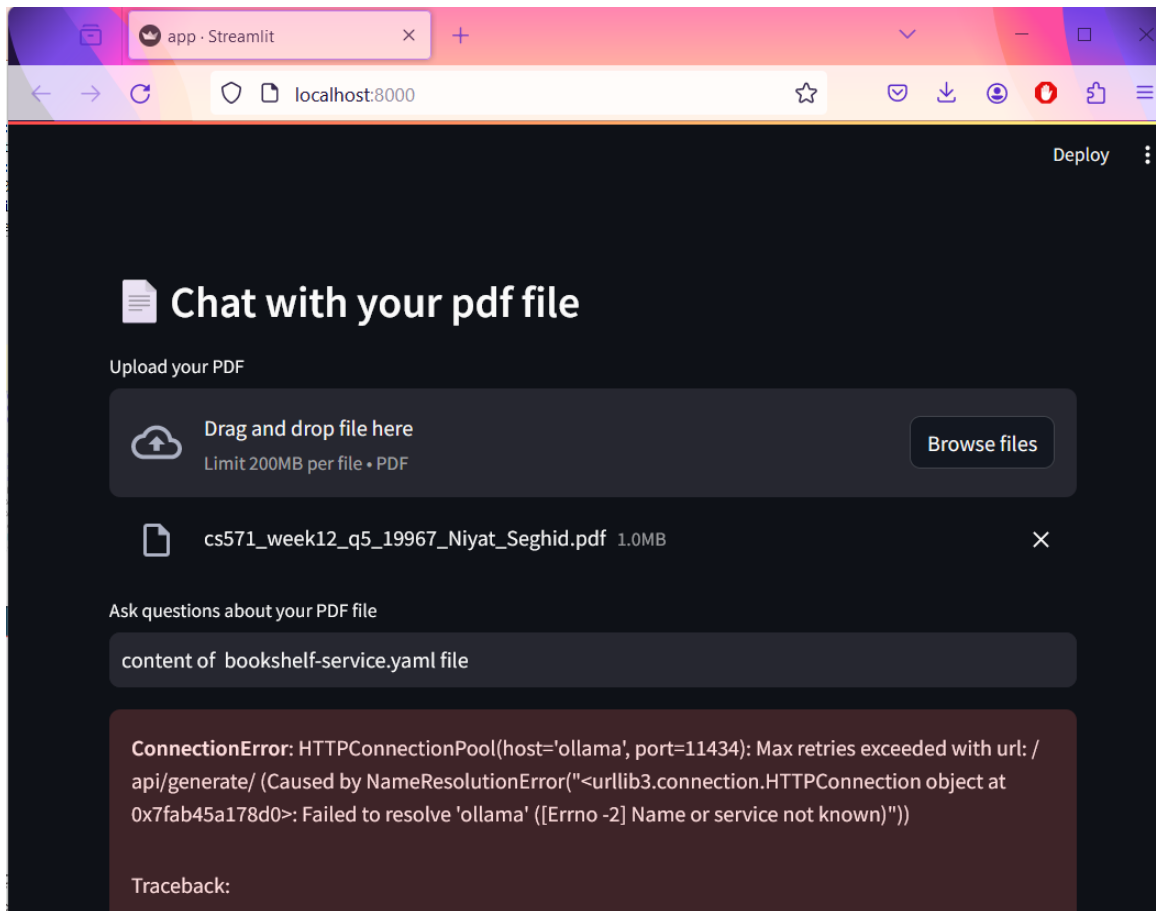 app · Streamlit
localhost:8000
Deploy
Chat with your pdf file
Upload your PDF
Drag and drop file here
Limit 200MB per file • PDF
Browse files
cs571_week12_q5_19967_Niyat_Seghid.pdf 1.0MB
Ask questions about your PDF file
content of  bookshelf-service.yaml file
ConnectionError: HTTPConnectionPool(host='ollama', port=11434): Max retries exceeded with url: /
api/generate/ (Caused by NameResolutionError("<urllib3.connection.HTTPConnection object at
0x7fab45a178d0>: Failed to resolve 'ollama' ([Errno -2] Name or service not known)"))
Traceback: